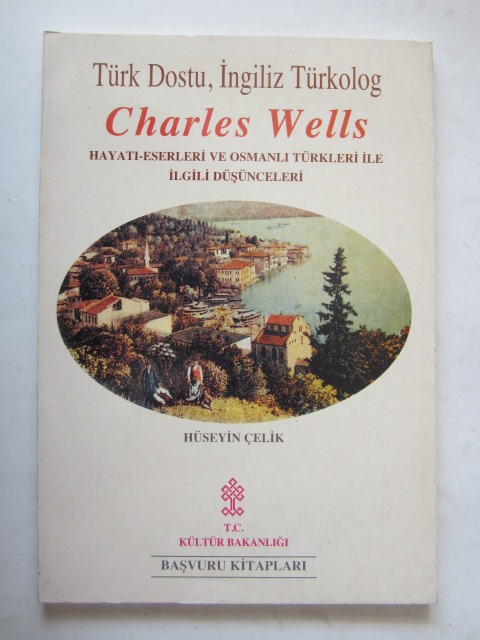 Türk Dostu, İngiliz Türkolog
Charles Wells
HAYATI-ESERLERİ VE OSMANLI TÜRKLERİ İLE
İLGİLİ DÜŞÜNCELERİ
HÜSEYİN ÇELİK
T.C.
KÜLTÜR BAKANLIĞI
BAŞVURU KİTAPLARI